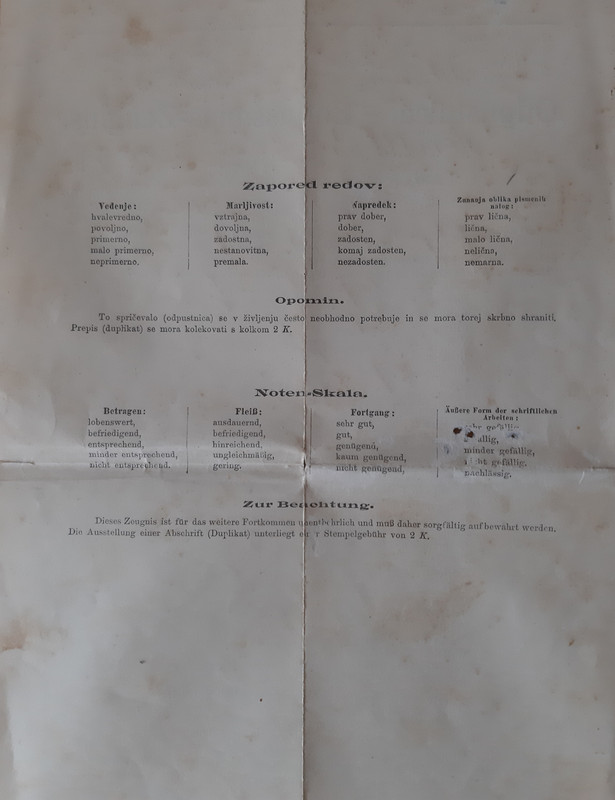 Zapored redov:
Vedenje: Marljivost: Napredek: Zunanja oblika pismenih nalog:
hvalevredno, vztrajna, prav dober, prav lična,
povoljno, dovoljna, dober, lična,
primerno, zadostna, zadosten, malo lična,
malo primerno, nestanovitna, komaj zadosten, nelična,
neprimerno. premala. nezadosten. nemarna.
Opomin.
To spričevalo (odpustnica) se v življenju često neobhodno potrebuje in se mora torej skrbno shraniti.
Prepis (duplikat) se mora kolekovati s kolkom 2 K.
Noten-Skala.
Betragen: Fleiß: Fortgang: Äußere Form der schriftlichen Arbeiten:
lobenswert, ausdauernd, sehr gut,
befriedigend, befriedigend, gut,
entsprechend, hinreichend. genügend, minder gefällig,
minder entsprechend, ungleichmäßig, kaum genügend, gefällig,
nicht entsprechend. gering. nicht genügend, nachlässig.
Zur Beachtung.
Dieses Zeugnis ist für das weitere Fortkommen und muß daher sorgfältig aufbewahrt werden.
Die Ausstellung einer Abschrift (Duplikat) unterliegt Stempelgebühr von 2 K.